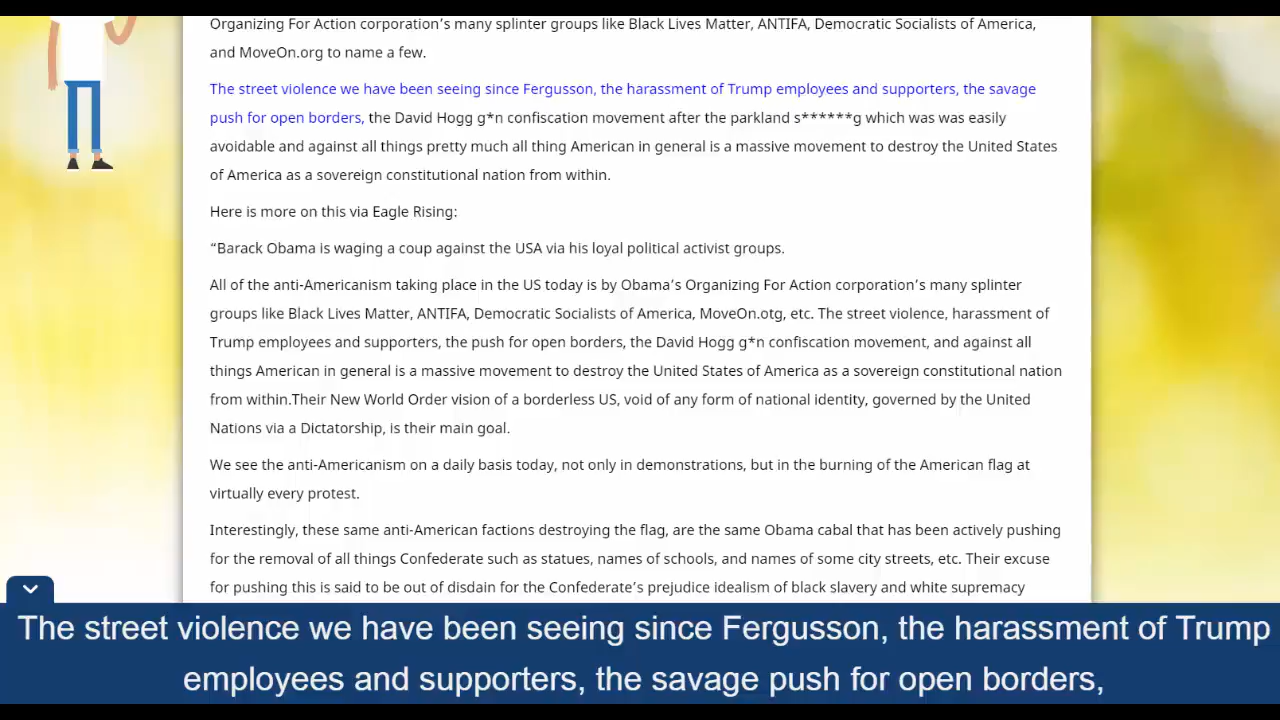 Organizing For Action corporation’s many splinter groups like Black Lives Matter, ANTIFA, Democratic Socialists of America,
and MoveOn.org to name a few.
The street violence we have been seeing since Fergusson, the harassment of Trump employees and supporters, the savage
push for open borders, the David Hogg g*n confiscation movement after the parkland s******g which was was easily
avoidable and against all things pretty much all thing American in general is a massive movement to destroy the United States
of America as a sovereign constitutional nation from within.
Here is more on this via Eagle Rising:
“Barack Obama is waging a coup against the USA via his loyal political activist groups.
All of the anti-Americanism taking place in the US today is by Obama’s Organizing For Action corporation’s many splinter
groups like Black Lives Matter, ANTIFA, Democratic Socialists of America, MoveOn.otg, etc. The street violence, harassment of
Trump employees and supporters, the push for open borders, the David Hogg g*n confiscation movement, and against all
things American in general is a massive movement to destroy the United States of America as a sovereign constitutional nation
from within.Their New World Order vision of a borderless US, void of any form of national identity, governed by the United
Nations via a Dictatorship, is their main goal.
We see the anti-Americanism on a daily basis today, not only in demonstrations, but in the burning of the American flag at
virtually every protest.
Interestingly, these same anti-American factions destroying the flag, are the same Obama cabal that has been actively pushing
for the removal of all things Confederate such as statues, names of schools, and names of some city streets, etc. Their excuse
for pushing this is said to be out of disdain for the Confederate’s prejudice idealism of black slavery and white supremacy
The street violence we have been seeing since Fergusson, the harassment of Trump
employees and supporters, the savage push for open borders,